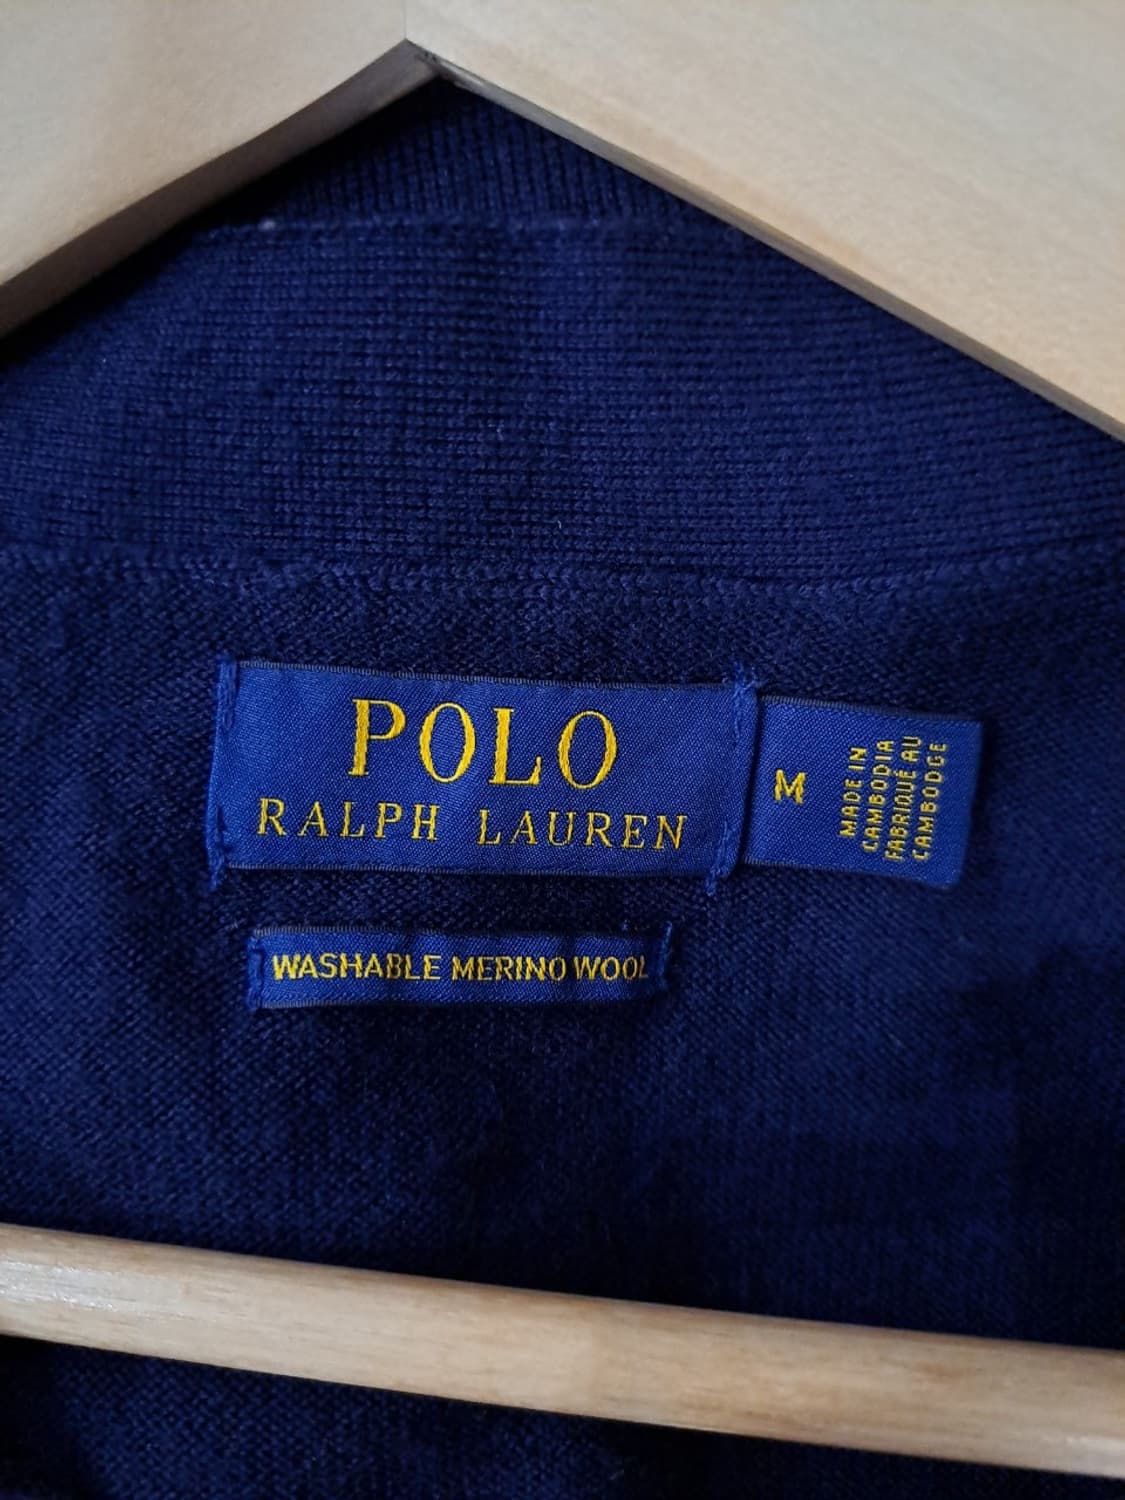 POLO
RALPH LAUREN
M
MADE IN
CAMBODIA
FABRIQUÉ AU
CAMBODGE
WASHABLE MERINO WOOL